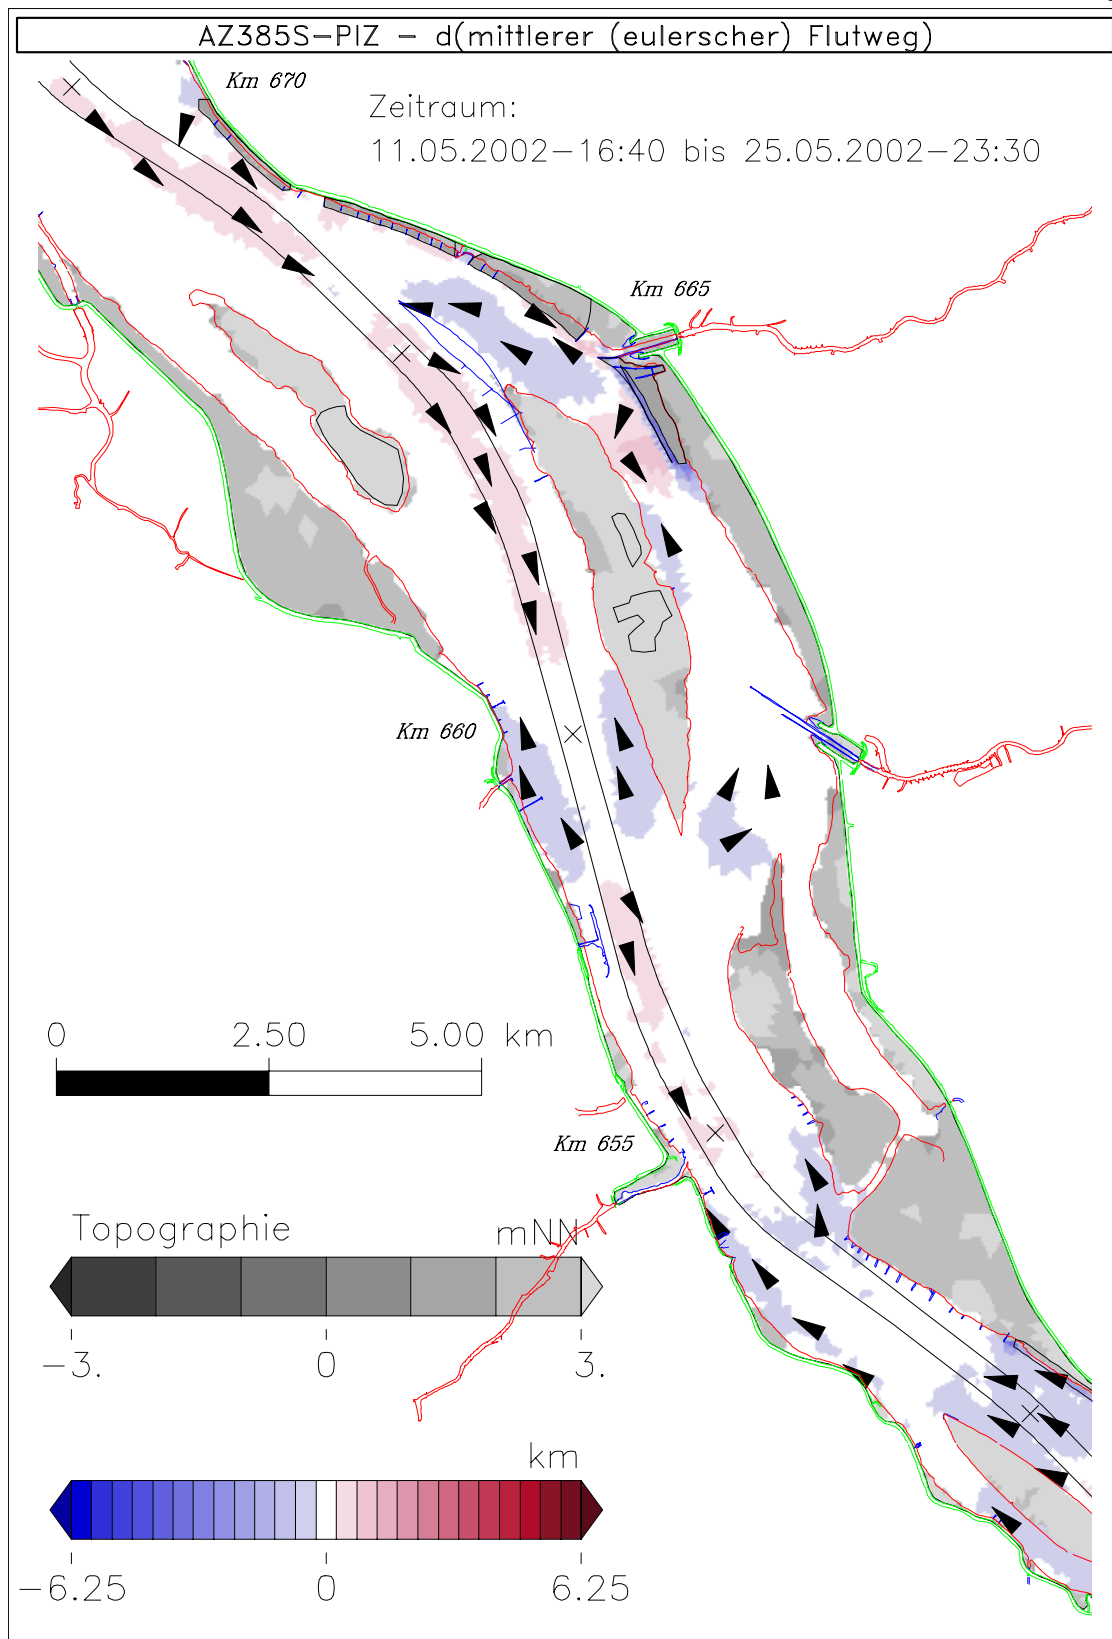 AZ385S-PIZ - d(mittlerer (eulerscher) Flutweg)
Km 670
Zeitraum:
11.05.2002-16:40 bis 25.05.2002-23:30
Km 665
Km 660
0 2.50 5.00 km
Km 655
Topographie mNN
-3. 0 3.
km
-6.25 0 6.25